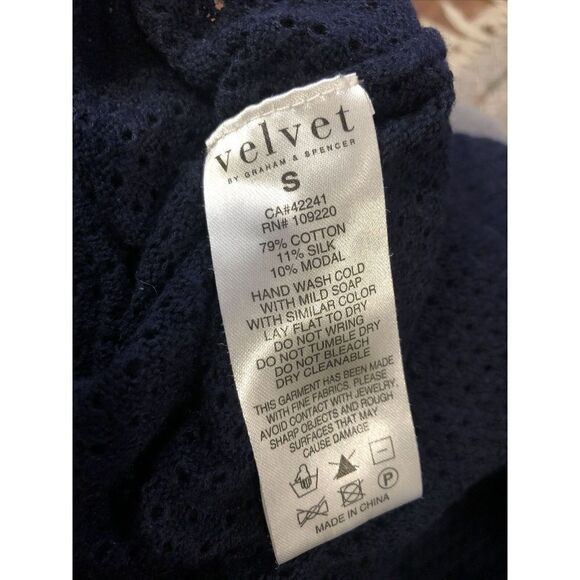 velvet
BY GRAHAM & SPENCER
S
CA#42241
RN# 109220
79% COTTON
11% SILK
10% MODAL
HAND WASH COLD
WITH MILD SOAP
WITH SIMILAR COLOR
LAY FLAT TO DRY
DO NOT WRING
DO NOT TUMBLE DRY
DO NOT BLEACH
DRY CLEANABLE
THIS GARMENT HAS BEEN MADE
WITH FINE FABRICS. PLEASE
AVOID CONTACT WITH JEWELRY,
SHARP OBJECTS AND ROUGH
SURFACES THAT MAY
CAUSE DAMAGE
P
MADE IN CHINA